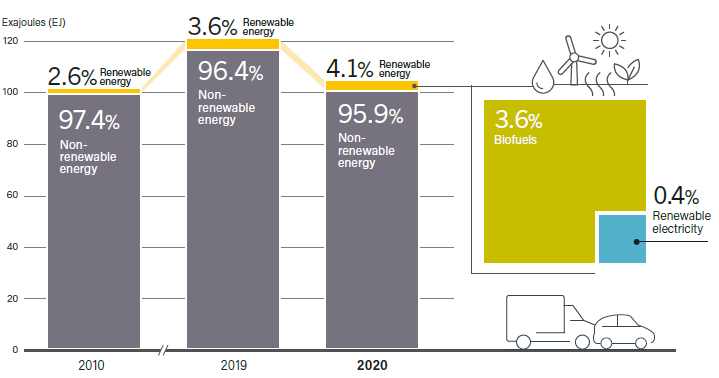 Exajoules (EJ)
120
100
80
60
40
20
0
2.6% Renewable
energy
97.4%
Non-
renewable
energy
2010
3.6% Renewable
energy
96.4%
Non-
renewable
energy
2019
4.1% Renewable
energy
95.9%
Non-
renewable
energy
2020
3.6%
Biofuels
0.4%
Renewable
electricity